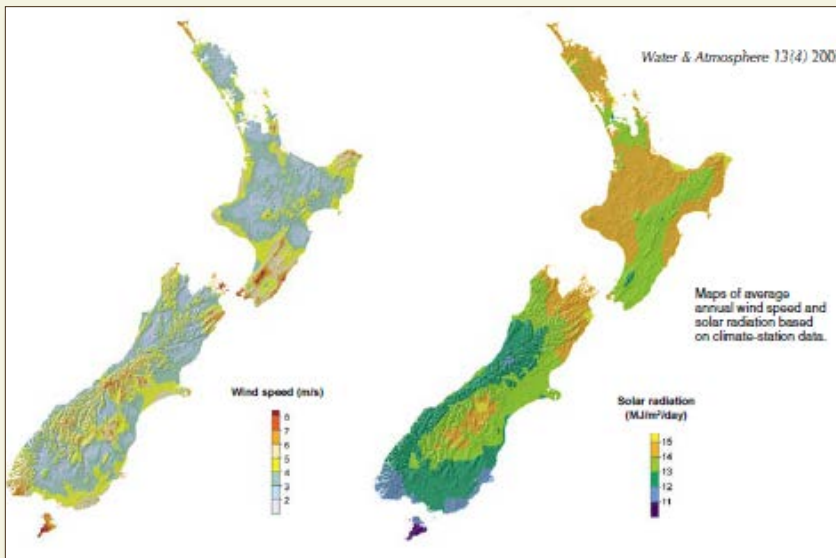 Water & Atmosphere 13(4) 200
Maps of average
annual wind speed and
solar radiation based
on climate-station data.
Wind speed (m/s)
8
7
6
5
4
3
2
Solar radiation
(MJ/m²/day)
15
14
13
12
11